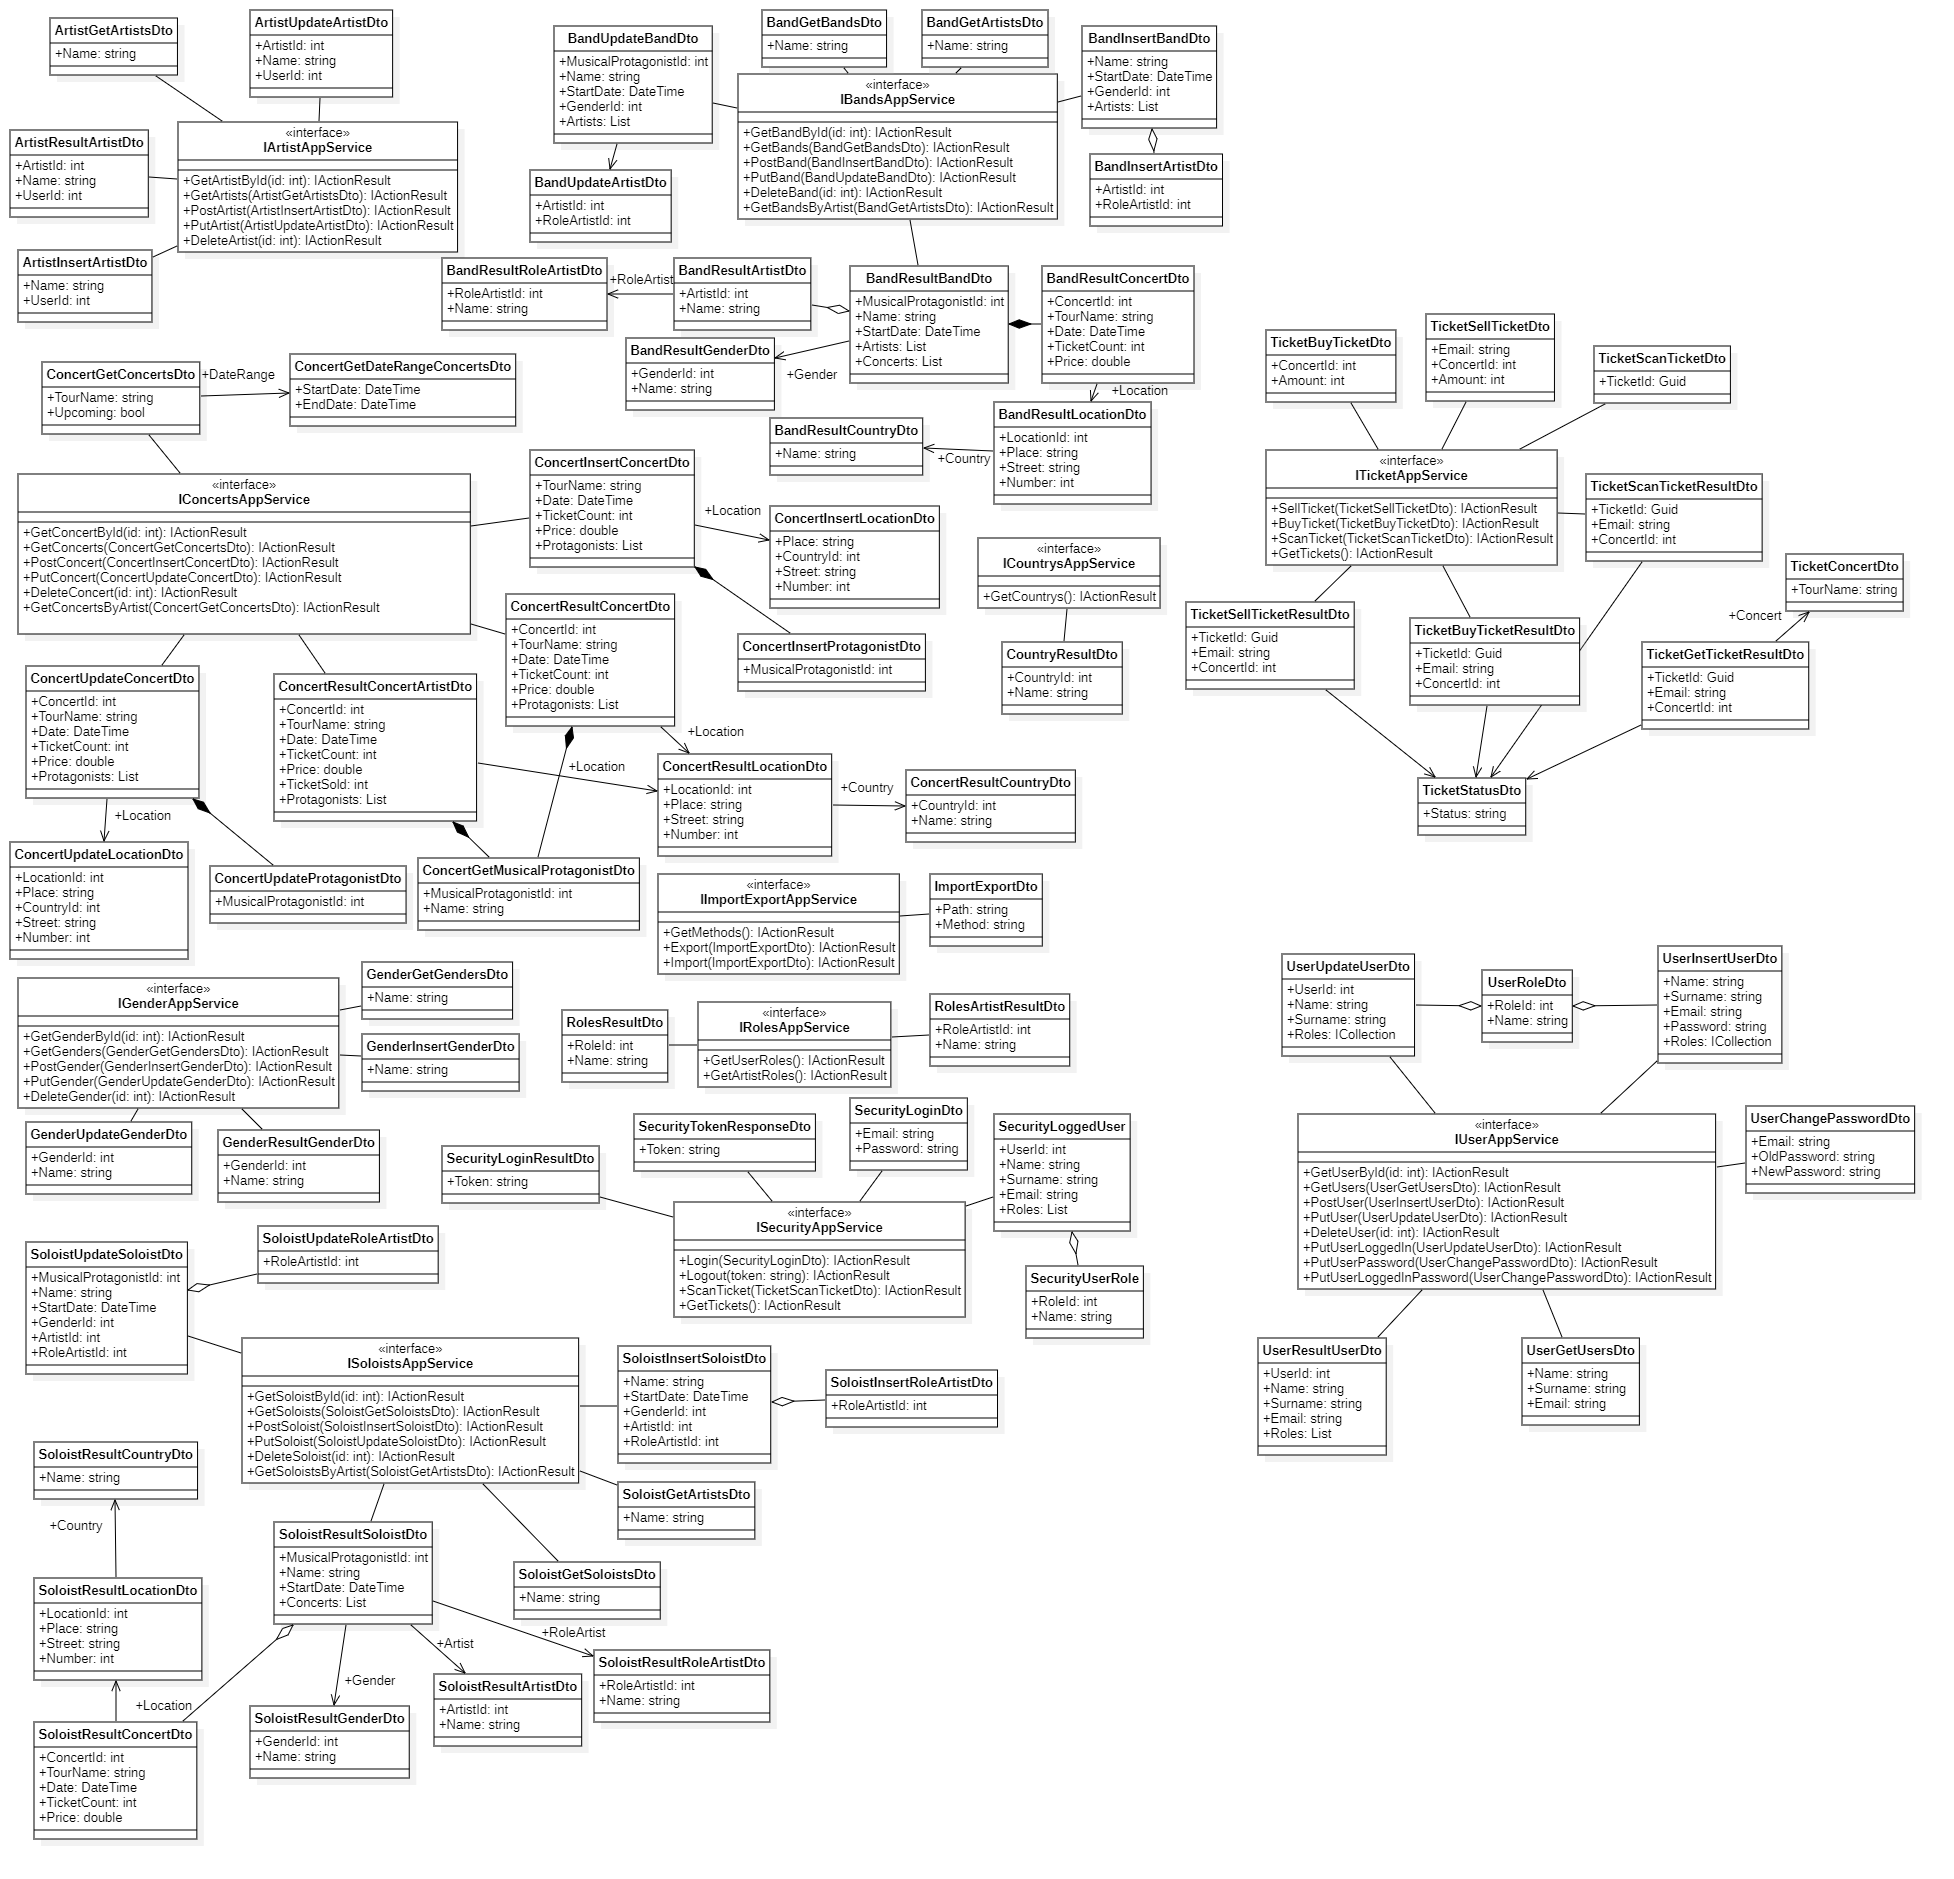 ArtistGetArtistsDto
+Name: string
ArtistUpdateArtistDto
+ArtistId: int
+Name: string
+UserId: int
ArtistResultArtistDto
+ArtistId: int
+Name: string
+UserId: int
«interface»
IArtistAppService
+GetArtistById(id: int): IActionResult
+GetArtists(ArtistGetArtistsDto): IActionResult
+PostArtist(ArtistInsertArtistDto): IActionResult
+PutArtist(ArtistUpdateArtistDto): IActionResult
+DeleteArtist(id: int): IActionResult
ArtistInsertArtistDto
+Name: string
+UserId: int
BandUpdateBandDto
+MusicalProtagonistId: int
+Name: string
+StartDate: DateTime
+GenderId: int
+Artists: List
BandGetBandsDto
+Name: string
BandGetArtistsDto
+Name: string
BandInsertBandDto
+Name: string
+StartDate: DateTime
+GenderId: int
+Artists: List
«interface»
IBandsAppService
+GetBandById(id: int): IActionResult
+GetBands(BandGetBandsDto): IActionResult
+PostBand(BandInsertBandDto): IActionResult
+PutBand(BandUpdateBandDto): IActionResult
+DeleteBand(id: int): IActionResult
+GetBandsByArtist(BandGetArtistsDto): IActionResult
BandInsertArtistDto
+ArtistId: int
+RoleArtistId: int
BandUpdateArtistDto
+ArtistId: int
+RoleArtistId: int
BandResultRoleArtistDto
+RoleArtistId: int
+Name: string
+RoleArtist
BandResultArtistDto
+ArtistId: int
+Name: string
BandResultBandDto
+MusicalProtagonistId: int
+Name: string
+StartDate: DateTime
+Artists: List
+Concerts: List
BandResultConcertDto
+ConcertId: int
+TourName: string
+Date: DateTime
+TicketCount: int
+Price: double
BandResultGenderDto
+GenderId: int
+Name: string
+Gender
+Location
BandResultLocationDto
+LocationId: int
+Place: string
+Street: string
+Number: int
BandResultCountryDto
+Name: string
+Country
ConcertGetConcertsDto
+TourName: string
+Upcoming: bool
+DateRange
ConcertGetDateRangeConcertsDto
+StartDate: DateTime
+EndDate: DateTime
«interface»
IConcertsAppService
+GetConcertById(id: int): IActionResult
+GetConcerts(ConcertGetConcertsDto): IActionResult
+PostConcert(ConcertInsertConcertDto): IActionResult
+PutConcert(ConcertUpdateConcertDto): IActionResult
+DeleteConcert(id: int): IActionResult
+GetConcertsByArtist(ConcertGetConcertsDto): IActionResult
ConcertInsertConcertDto
+TourName: string
+Date: DateTime
+TicketCount: int
+Price: double
+Protagonists: List
+Location
ConcertInsertLocationDto
+Place: string
+CountryId: int
+Street: string
+Number: int
ConcertInsertProtagonistDto
+MusicalProtagonistId: int
ConcertResultConcertDto
+ConcertId: int
+TourName: string
+Date: DateTime
+TicketCount: int
+Price: double
+Protagonists: List
+Location
ConcertUpdateConcertDto
+ConcertId: int
+TourName: string
+Date: DateTime
+TicketCount: int
+Price: double
+Protagonists: List
+Location
ConcertResultConcertArtistDto
+ConcertId: int
+TourName: string
+Date: DateTime
+TicketCount: int
+Price: double
+TicketSold: int
+Protagonists: List
+Location
ConcertResultLocationDto
+LocationId: int
+Place: string
+Street: string
+Number: int
+Country
ConcertResultCountryDto
+CountryId: int
+Name: string
ConcertUpdateLocationDto
+LocationId: int
+Place: string
+CountryId: int
+Street: string
+Number: int
ConcertUpdateProtagonistDto
+MusicalProtagonistId: int
ConcertGetMusicalProtagonistDto
+MusicalProtagonistId: int
+Name: string
«interface»
ICountrysAppService
+GetCountrys(): IActionResult
CountryResultDto
+CountryId: int
+Name: string
TicketBuyTicketDto
+ConcertId: int
+Amount: int
TicketSellTicketDto
+Email: string
+ConcertId: int
+Amount: int
TicketScanTicketDto
+TicketId: Guid
«interface»
ITicketAppService
+SellTicket(TicketSellTicketDto): IActionResult
+BuyTicket(TicketBuyTicketDto): IActionResult
+ScanTicket(TicketScanTicketDto): IActionResult
+GetTickets(): IActionResult
TicketScanTicketResultDto
+TicketId: Guid
+Email: string
+ConcertId: int
TicketConcertDto
+TourName: string
+Concert
TicketSellTicketResultDto
+TicketId: Guid
+Email: string
+ConcertId: int
TicketBuyTicketResultDto
+TicketId: Guid
+Email: string
+ConcertId: int
TicketGetTicketResultDto
+TicketId: Guid
+Email: string
+ConcertId: int
TicketStatusDto
+Status: string
«interface»
IImportExportAppService
+GetMethods(): IActionResult
+Export(ImportExportDto): IActionResult
+Import(ImportExportDto): IActionResult
ImportExportDto
+Path: string
+Method: string
«interface»
IGenderAppService
+GetGenderById(id: int): IActionResult
+GetGenders(GenderGetGendersDto): IActionResult
+PostGender(GenderInsertGenderDto): IActionResult
+PutGender(GenderUpdateGenderDto): IActionResult
+DeleteGender(id: int): IActionResult
GenderGetGendersDto
+Name: string
GenderInsertGenderDto
+Name: string
GenderUpdateGenderDto
+GenderId: int
+Name: string
GenderResultGenderDto
+GenderId: int
+Name: string
RolesResultDto
+RoleId: int
+Name: string
«interface»
IRolesAppService
+GetUserRoles(): IActionResult
+GetArtistRoles(): IActionResult
RolesArtistResultDto
+RoleArtistId: int
+Name: string
SecurityLoginResultDto
+Token: string
SecurityTokenResponseDto
+Token: string
SecurityLoginDto
+Email: string
+Password: string
SecurityLoggedUser
+UserId: int
+Name: string
+Surname: string
+Email: string
+Roles: List
«interface»
ISecurityAppService
+Login(SecurityLoginDto): IActionResult
+Logout(token: string): IActionResult
+ScanTicket(TicketScanTicketDto): IActionResult
+GetTickets(): IActionResult
SecurityUserRole
+RoleId: int
+Name: string
UserUpdateUserDto
+UserId: int
+Name: string
+Surname: string
+Roles: ICollection
UserRoleDto
+RoleId: int
+Name: string
UserInsertUserDto
+Name: string
+Surname: string
+Email: string
+Password: string
+Roles: ICollection
«interface»
IUserAppService
+GetUserById(id: int): IActionResult
+GetUsers(UserGetUsersDto): IActionResult
+PostUser(UserInsertUserDto): IActionResult
+PutUser(UserUpdateUserDto): IActionResult
+DeleteUser(id: int): IActionResult
+PutUserLoggedIn(UserUpdateUserDto): IActionResult
+PutUserPassword(UserChangePasswordDto): IActionResult
+PutUserLoggedInPassword(UserChangePasswordDto): IActionResult
UserChangePasswordDto
+Email: string
+OldPassword: string
+NewPassword: string
UserResultUserDto
+UserId: int
+Name: string
+Surname: string
+Email: string
+Roles: List
UserGetUsersDto
+Name: string
+Surname: string
+Email: string
SoloistUpdateSoloistDto
+MusicalProtagonistId: int
+Name: string
+StartDate: DateTime
+GenderId: int
+ArtistId: int
+RoleArtistId: int
SoloistUpdateRoleArtistDto
+RoleArtistId: int
«interface»
ISoloistsAppService
+GetSoloistById(id: int): IActionResult
+GetSoloists(SoloistGetSoloistsDto): IActionResult
+PostSoloist(SoloistInsertSoloistDto): IActionResult
+PutSoloist(SoloistUpdateSoloistDto): IActionResult
+DeleteSoloist(id: int): IActionResult
+GetSoloistsByArtist(SoloistGetArtistsDto): IActionResult
SoloistInsertSoloistDto
+Name: string
+StartDate: DateTime
+GenderId: int
+ArtistId: int
+RoleArtistId: int
SoloistInsertRoleArtistDto
+RoleArtistId: int
SoloistGetArtistsDto
+Name: string
SoloistResultCountryDto
+Name: string
+Country
SoloistResultLocationDto
+LocationId: int
+Place: string
+Street: string
+Number: int
SoloistResultSoloistDto
+MusicalProtagonistId: int
+Name: string
+StartDate: DateTime
+Concerts: List
SoloistGetSoloistsDto
+Name: string
+RoleArtist
+Artist
+Gender
+Location
SoloistResultRoleArtistDto
+RoleArtistId: int
+Name: string
SoloistResultArtistDto
+ArtistId: int
+Name: string
SoloistResultGenderDto
+GenderId: int
+Name: string
SoloistResultConcertDto
+ConcertId: int
+TourName: string
+Date: DateTime
+TicketCount: int
+Price: double